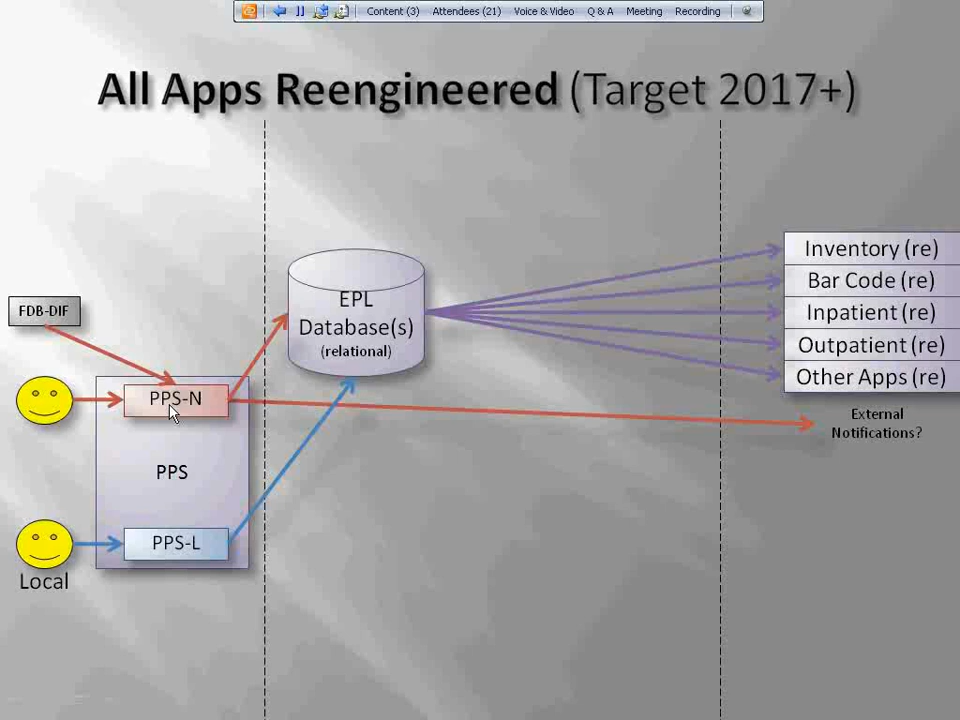 Content (3) Attendees (21) Voice & Video Q & A Meeting Recording
All Apps Reengineered (Target 2017+)
Inventory (re)
Bar Code (re)
Inpatient (re)
Outpatient (re)
Other Apps (re)
EPL
Database(s)
(relational)
FDB-DIF
PPS-N
External
Notifications?
PPS
PPS-L
Local